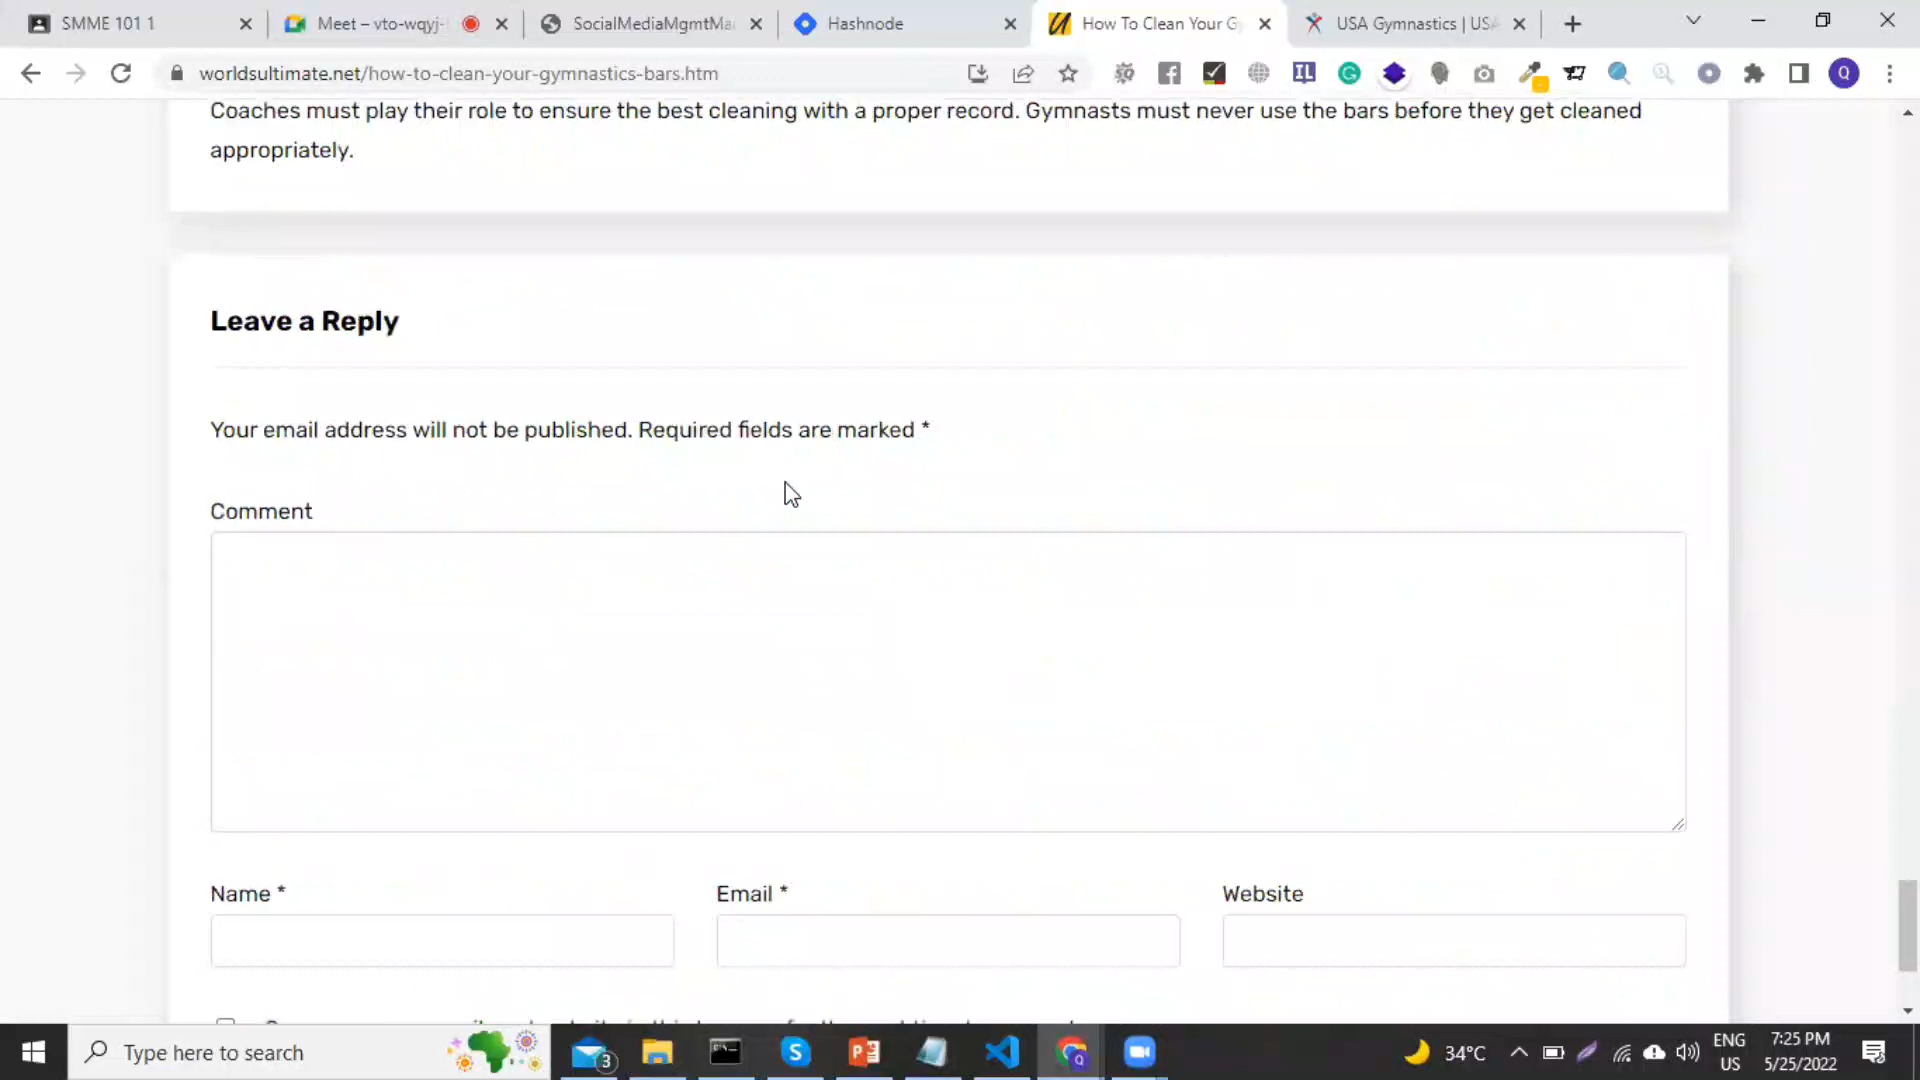 SMME 101 1
Meet – vto-wqyj-
SocialMediaMgmtMa
Hashnode
How To Clean Your G
USA Gymnastics | USA
worldsultimate.net/how-to-clean-your-gymnastics-bars.htm
IL
Q
Coaches must play their role to ensure the best cleaning with a proper record. Gymnasts must never use the bars before they get cleaned
appropriately.
Leave a Reply
Your email address will not be published. Required fields are marked *
Comment
Name *
Email *
Website
Type here to search
3
34°C
ENG
US
7:25 PM
5/25/2022